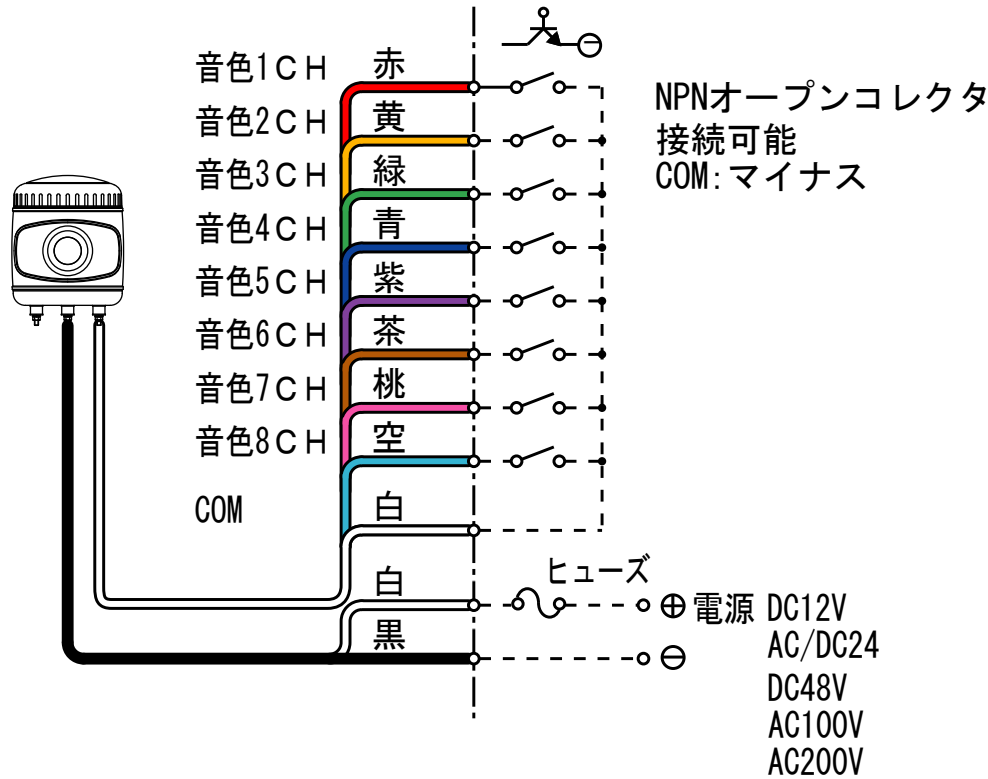 音色1CH 赤
音色2CH 黄
音色3CH 緑
音色4CH 青
音色5CH 紫
音色6CH 茶
音色7CH 桃
音色8CH 空
COM 白
白
黒
NPNオープンコレクタ
接続可能
COM:マイナス
ヒューズ
⊕電源 DC12V
⊖
AC/DC24
DC48V
AC100V
AC200V